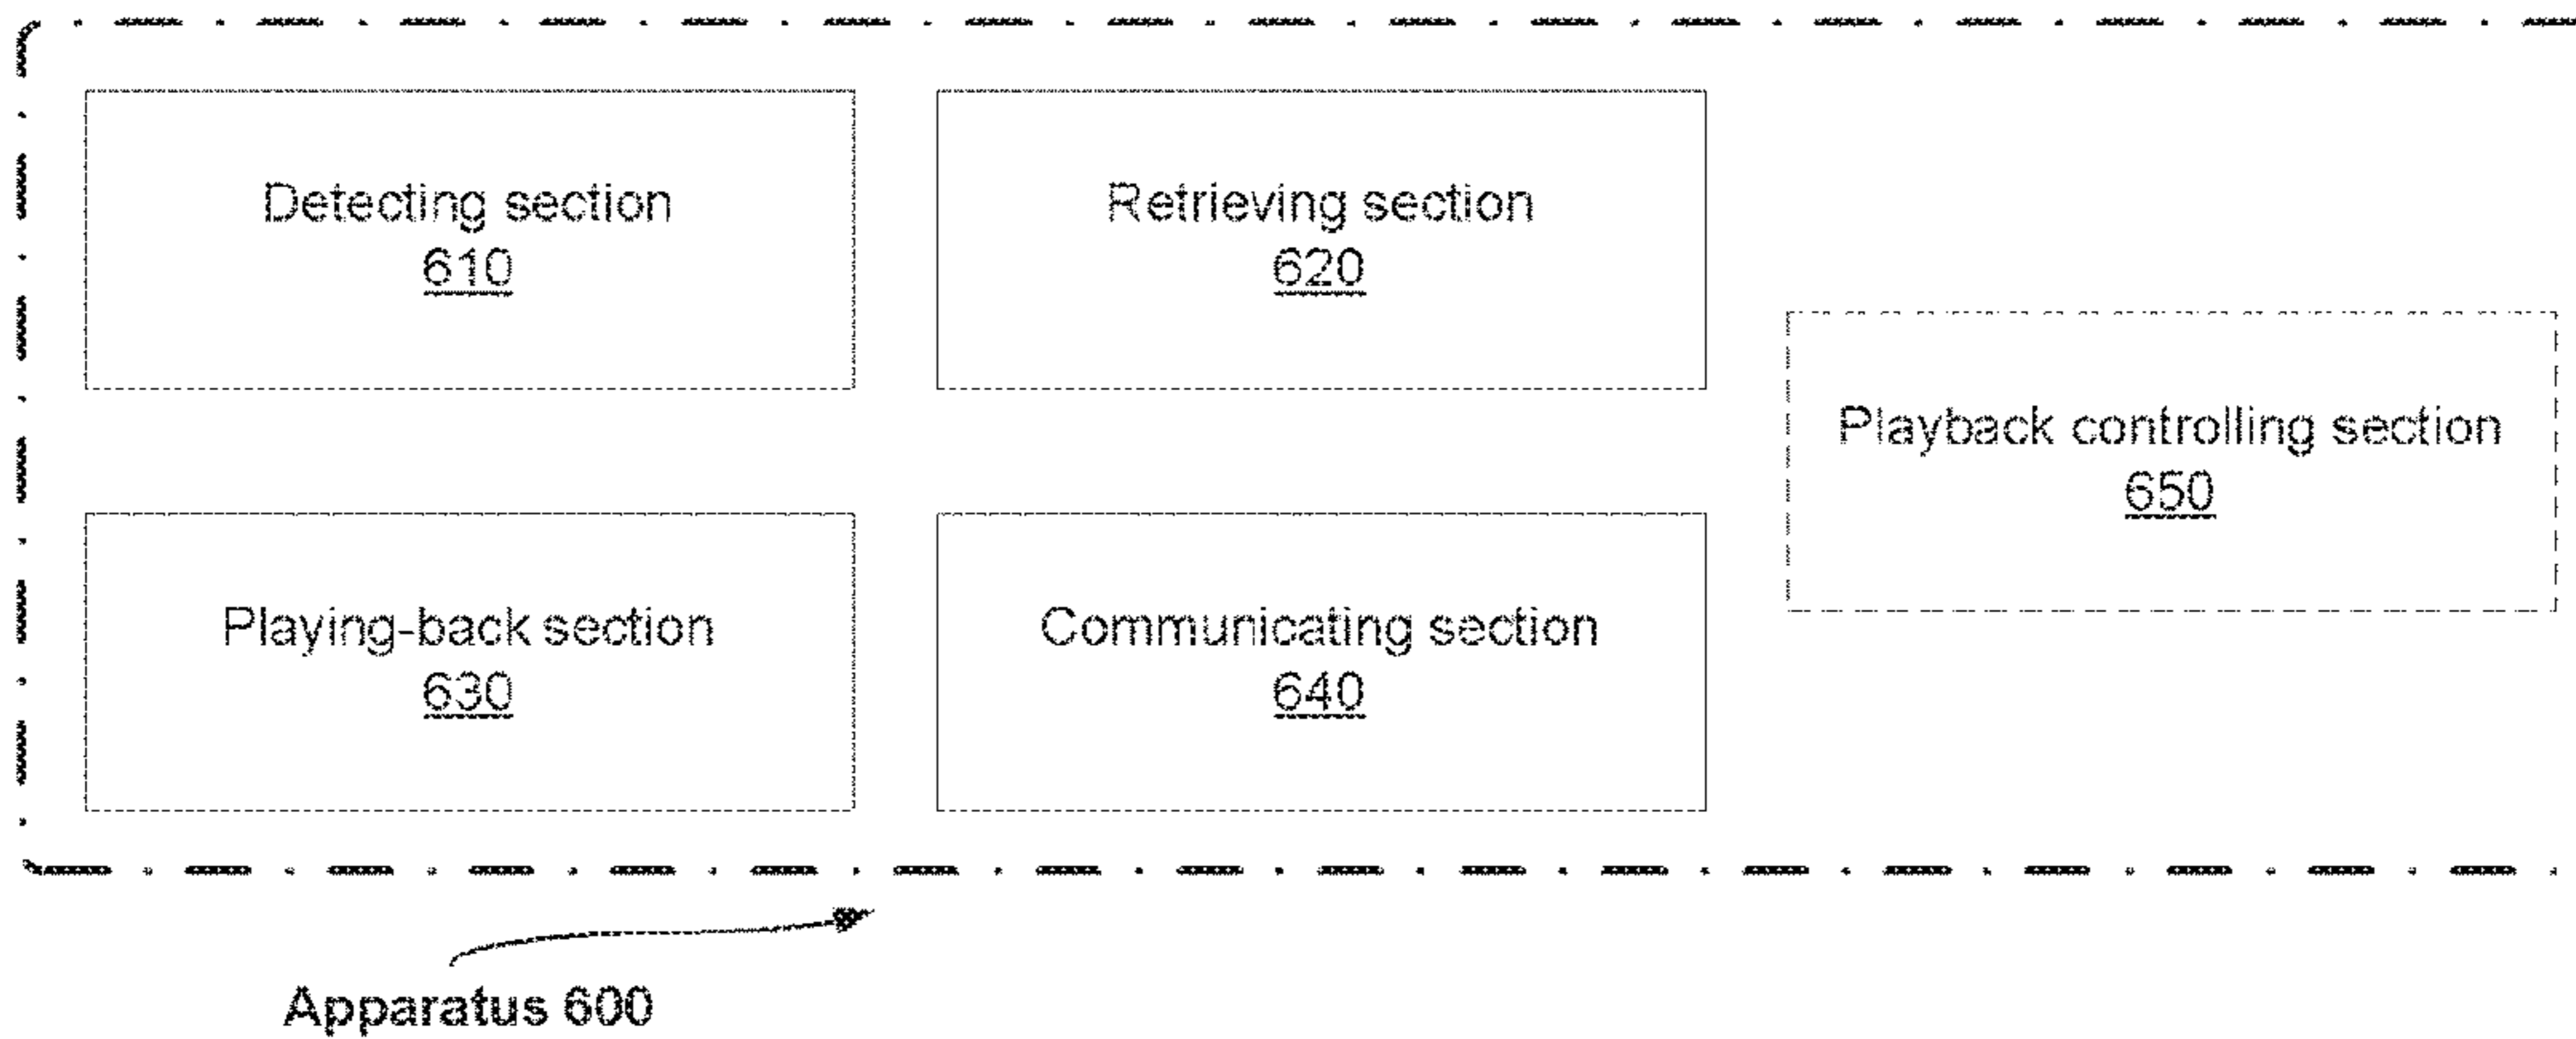 Detecting section
610
Retrieving section
620
Playback controlling section
650
Playing-back section
630
Communicating section
640
Apparatus 600